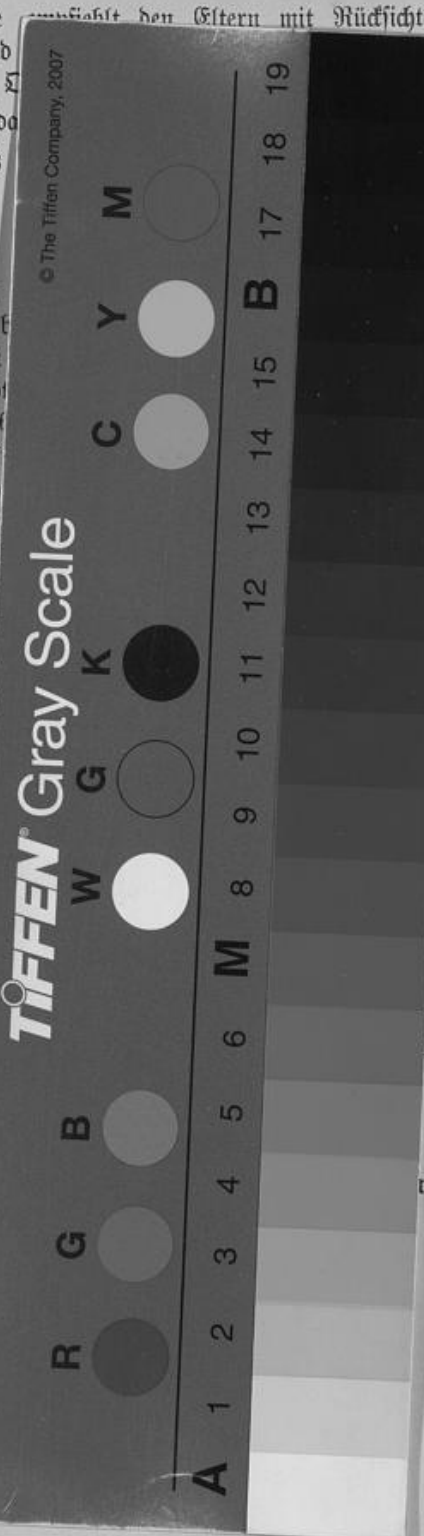 empfiehlt den Eltern mit Rücksicht
© The Tiffen Company, 2007
TIFFEN® Gray Scale
R G B W G K C Y M
A 1 2 3 4 5 6 M 8 9 10 11 12 13 14 15 B 17 18 19